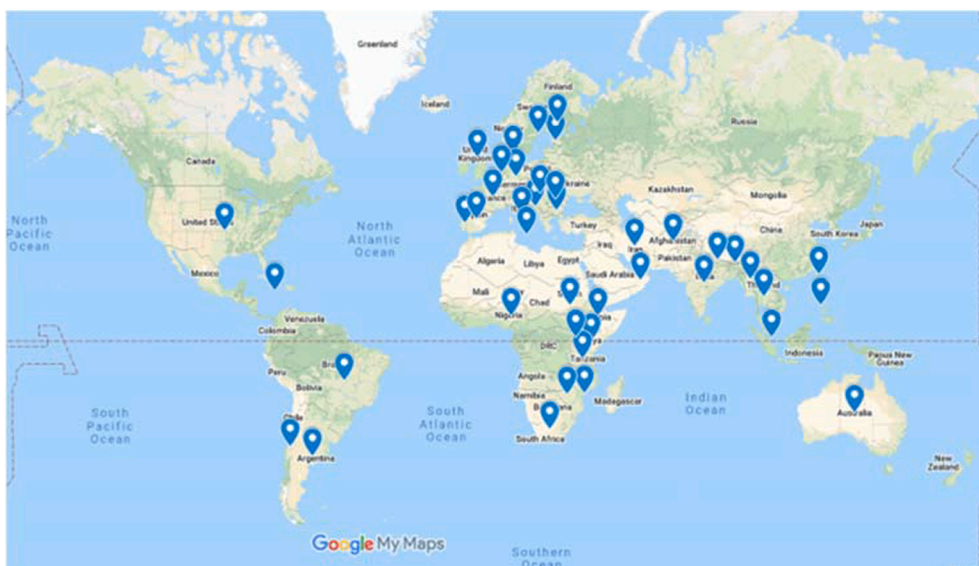 Greenland
Iceland
Finland
Russia
Canada
Kazakhstan
Mongolia
North
Pacific
Ocean
North
Atlantic
Ocean
Turkey
China
Japan
South Korea
Iraq
Iran
Afghanistan
Pakistan
Mexico
Algeria
Libya
Egypt
Saudi Arabia
Mali
Chad
Nigeria
Venezuela
Colombia
DRC
Indonesia
Papua New
Guinea
Tanzania
Peru
Bolivia
Angola
Namibia
Madagascar
Indian
Ocean
South
Pacific
Ocean
South
Atlantic
Ocean
Chile
Australia
South Africa
Argentina
New
Zealand
Google My Maps
Southern
Ocean